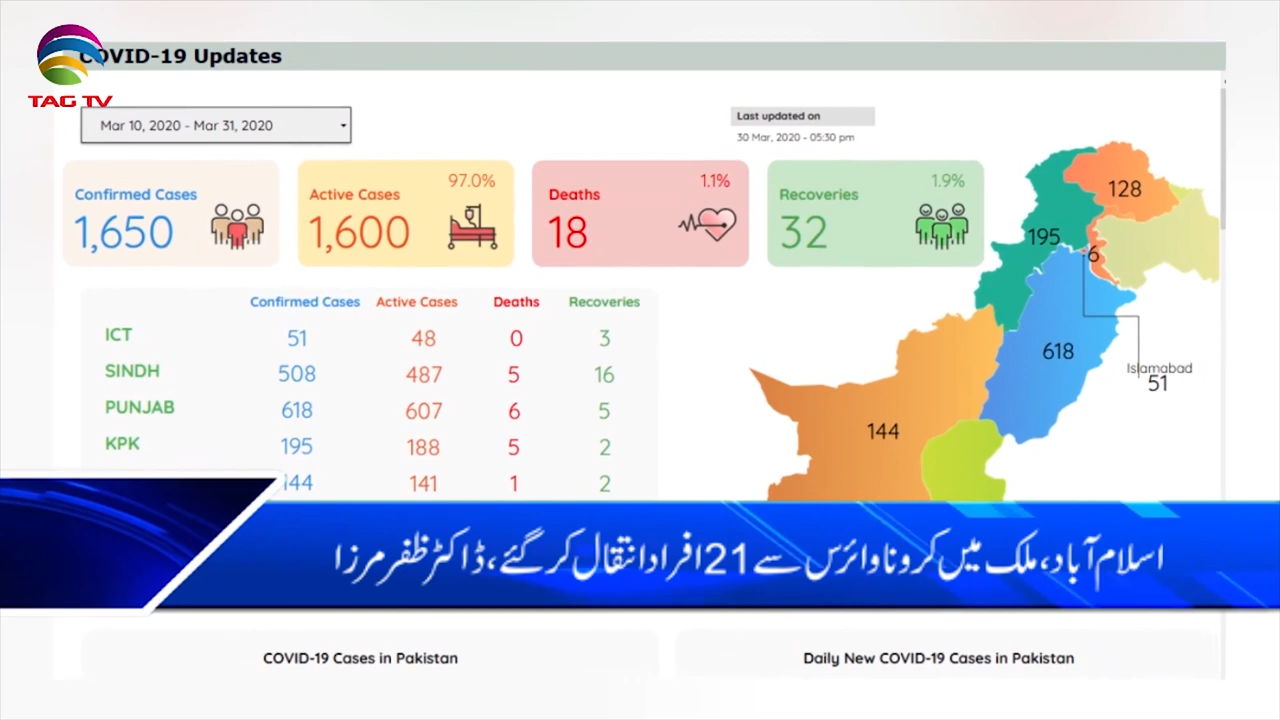 COVID-19 Updates
TAG TV
Mar 10, 2020 - Mar 31, 2020
Last updated on
30 Mar, 2020 - 05:30 pm
Confirmed Cases
1,650
Active Cases
97.0%
1,600
Deaths
1.1%
18
Recoveries
1.9%
32
128
195
6
618
Islamabad
51
144
Confirmed Cases Active Cases Deaths Recoveries
ICT 51 48 0 3
SINDH 508 487 5 16
PUNJAB 618 607 6 5
KPK 195 188 5 2
144 141 1 2
اسلام آباد، ملک میں کرونا وائرس سے 21 افراد انتقال کر گئے، ڈاکٹر ظفر مرزا
COVID-19 Cases in Pakistan
Daily New COVID-19 Cases in Pakistan